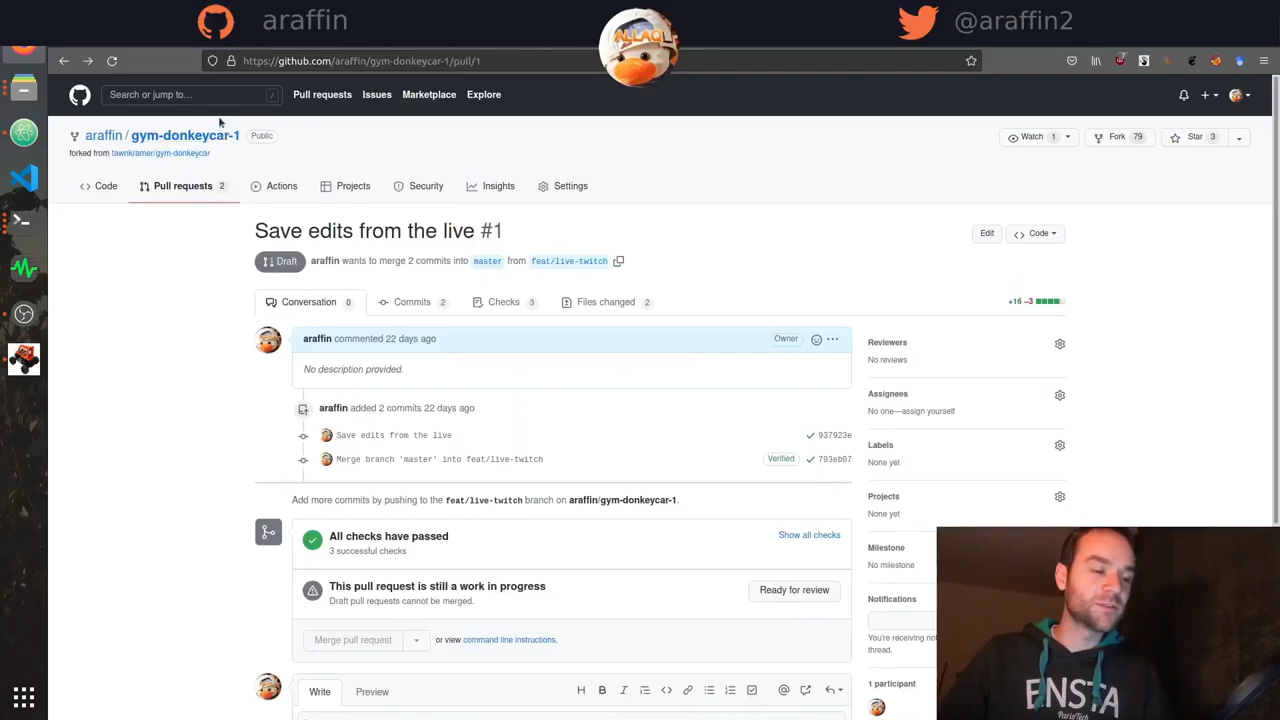 araffin
ALLAQ
@araffin2
https://github.com/araffin/gym-donkeycar-1/pull/1
Search or jump to…
/
Pull requests
Issues
Marketplace
Explore
araffin / gym-donkeycar-1
Public
forked from tawnkramer/gym-donkeycar
Watch 1
Fork 79
Star 3
Code
Pull requests 2
Actions
Projects
Security
Insights
Settings
Save edits from the live #1
Edit
Code
Draft
araffin wants to merge 2 commits into master from feat/live-twitch
Conversation 0
Commits 2
Checks 3
Files changed 2
+16 −3
araffin commented 22 days ago
Owner
No description provided.
araffin added 2 commits 22 days ago
Save edits from the live
937923e
Merge branch 'master' into feat/live-twitch
Verified
793eb07
Add more commits by pushing to the feat/live-twitch branch on araffin/gym-donkeycar-1.
All checks have passed
3 successful checks
Show all checks
This pull request is still a work in progress
Draft pull requests cannot be merged.
Ready for review
Merge pull request
or view command line instructions.
Write
Preview
H B I
Reviewers
No reviews
Assignees
No one—assign yourself
Labels
None yet
Projects
None yet
Milestone
No milestone
Notifications
You're receiving
thread.
1 participant
ENSTA
ParisTech